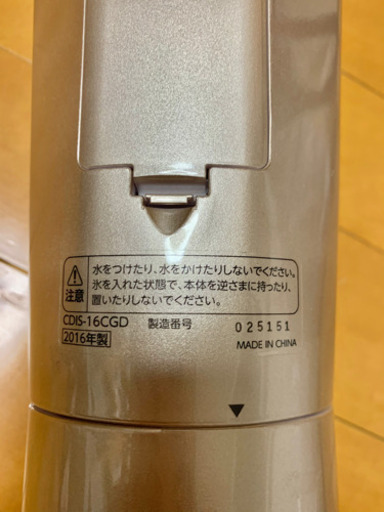 注意
水をつけたり、水をかけたりしないでください。
氷を入れた状態で、本体を逆さまに持ったり、
置いたりしないでください。
CDIS-16CGD 製造番号 025151
2016年製 MADE IN CHINA